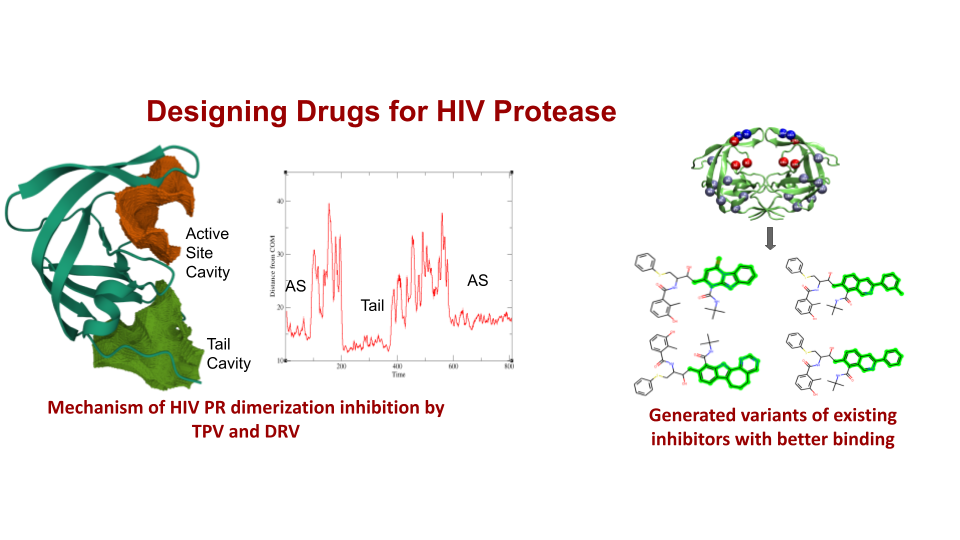 Designing Drugs for HIV Protease
Active
Site
Cavity
Tail
Cavity
Distance from COM
40
30
20
10
AS
Tail
AS
200
400
600
800
Time
Mechanism of HIV PR dimerization inhibition by
TPV and DRV
Generated variants of existing
inhibitors with better binding